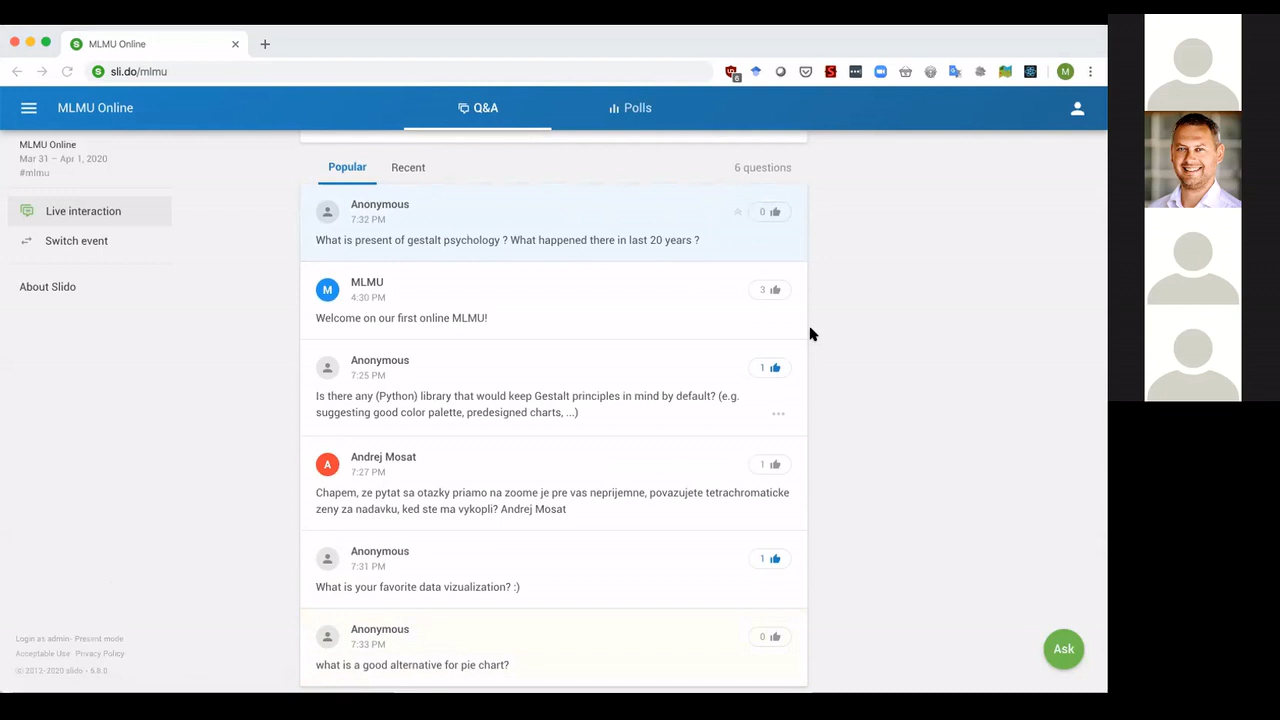 MLMU Online
sli.do/mlmu
6
M
MLMU Online
Q&A
Polls
MLMU Online
Mar 31 – Apr 1, 2020
#mlmu
Live interaction
Switch event
About Slido
Popular
Recent
6 questions
Anonymous
7:32 PM
0
What is present of gestalt psychology ? What happened there in last 20 years ?
M
MLMU
4:30 PM
3
Welcome on our first online MLMU!
Anonymous
7:25 PM
1
Is there any (Python) library that would keep Gestalt principles in mind by default? (e.g.
suggesting good color palette, predesigned charts, ...)
A
Andrej Mosat
7:27 PM
1
Chapem, ze pytat sa otazky priamo na zoome je pre vas neprijemne, povazujete tetrachromaticke
zeny za nadavku, ked ste ma vykopli? Andrej Mosat
Anonymous
7:31 PM
1
What is your favorite data vizualization? :)
Anonymous
7:33 PM
0
what is a good alternative for pie chart?
Login as admin - Present mode
Acceptable Use Privacy Policy
© 2012-2020 slido - 6.8.0
Ask